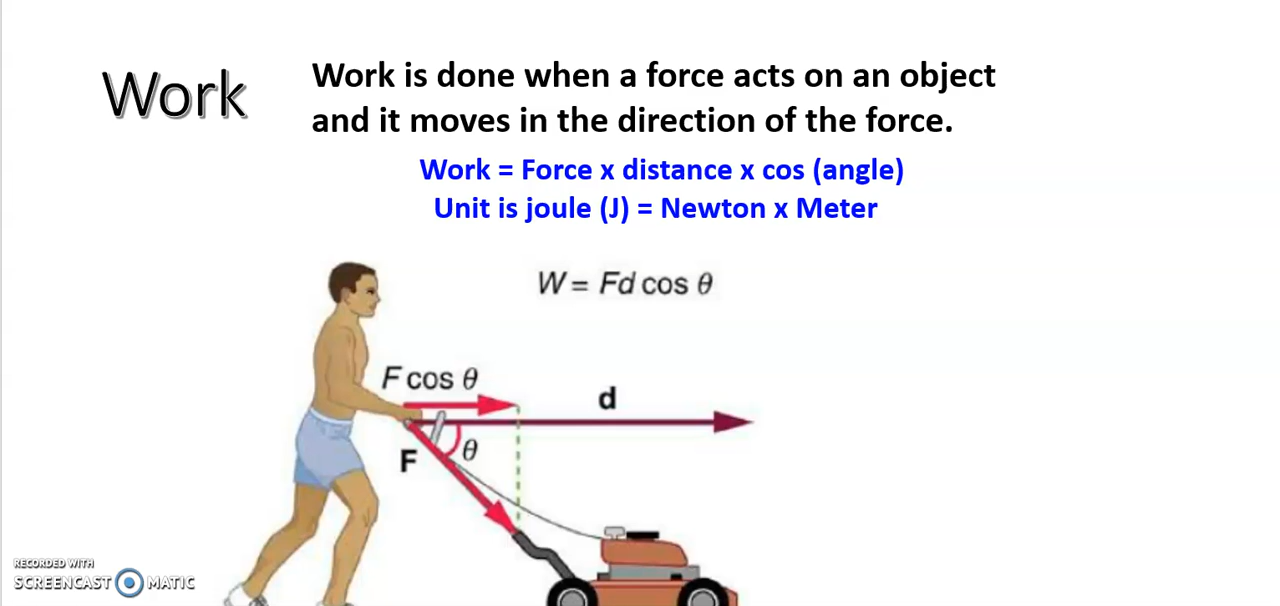 Work
Work is done when a force acts on an object
and it moves in the direction of the force.
Work = Force x distance x cos (angle)
Unit is joule (J) = Newton x Meter
W = Fd cos θ
F cos θ
d
θ
F
RECORDED WITH
SCREENCAST MATIC